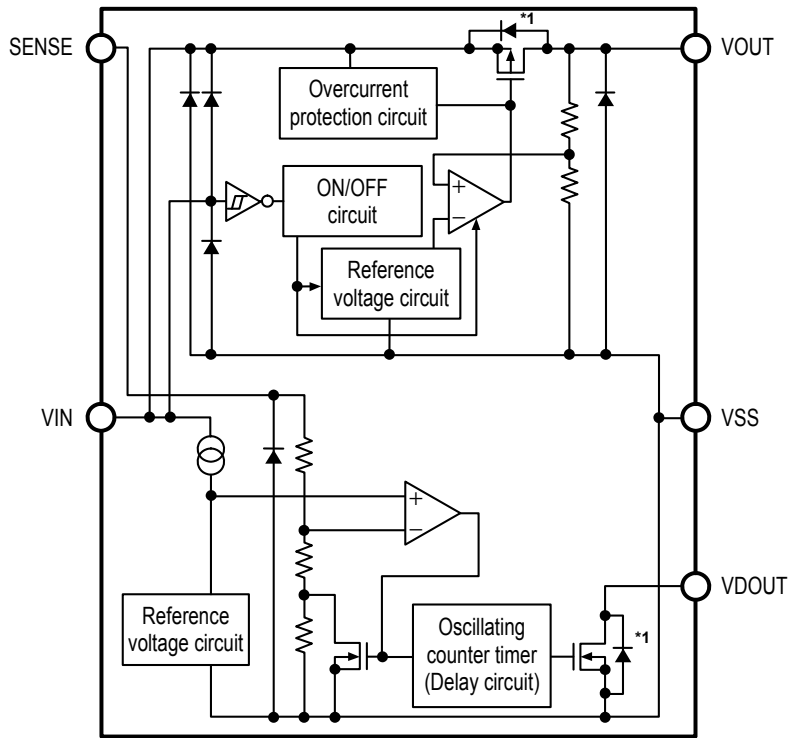 *1
SENSE
VOUT
Overcurrent
protection circuit
ON/OFF
circuit
+
−
Reference
voltage circuit
VIN
VSS
+
−
VDOUT
Reference
voltage circuit
Oscillating
counter timer
(Delay circuit)
*1